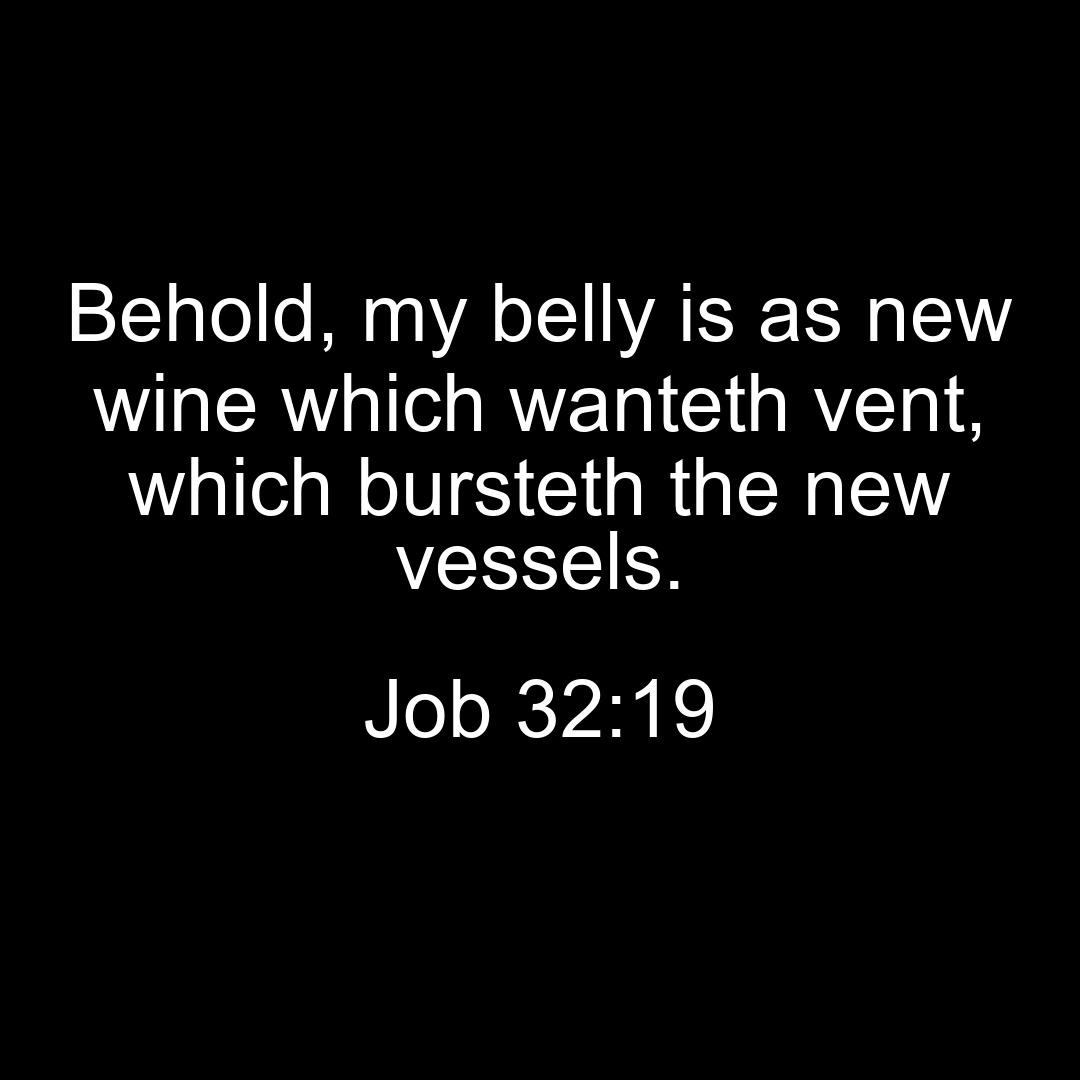 Behold, my belly is as new
wine which wanteth vent,
which bursteth the new
vessels.
Job 32:19